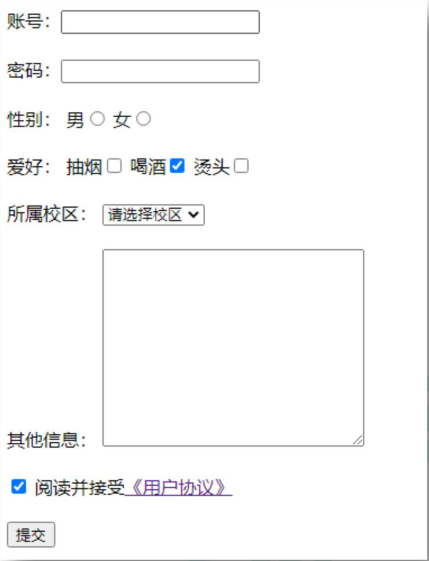 账号：
密码：
性别： 男 女
爱好： 抽烟 喝酒 烫头
所属校区： 请选择校区
其他信息：
阅读并接受《用户协议》
提交